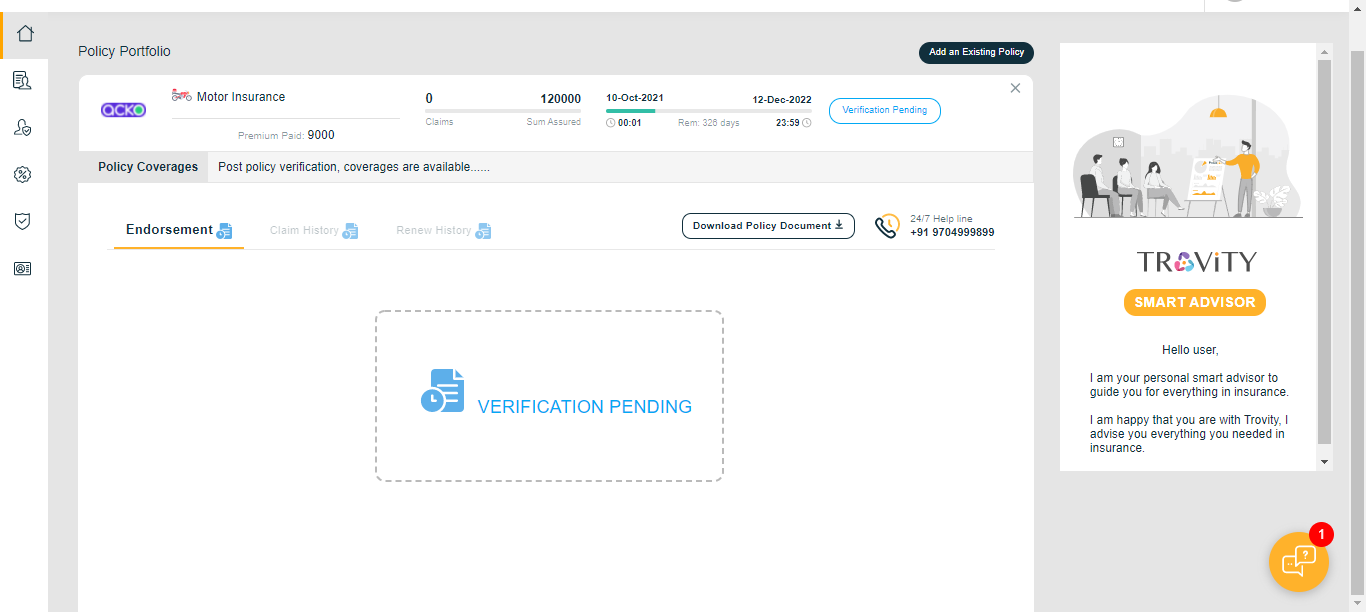 Policy Portfolio
Add an Existing Policy
ACKO
Motor Insurance
Premium Paid: 9000
0
120000
Claims
Sum Assured
10-Oct-2021
12-Dec-2022
00:01
Rem: 326 days
23:59
Verification Pending
Policy Coverages
Post policy verification, coverages are available......
Endorsement
Claim History
Renew History
Download Policy Document
24/7 Help line
+91 9704999899
VERIFICATION PENDING
TROViTY
SMART ADVISOR
Hello user,
I am your personal smart advisor to
guide you for everything in insurance.
I am happy that you are with Trovity, I
advise you everything you needed in
insurance.
1